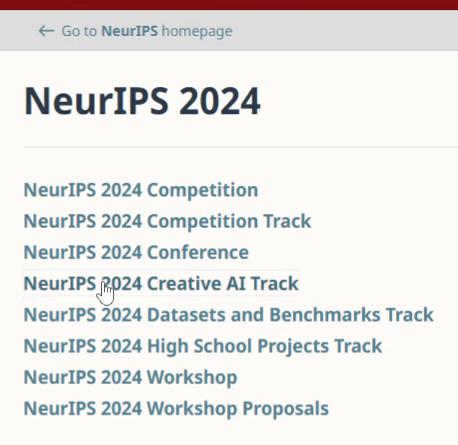 ← Go to NeurIPS homepage
NeurIPS 2024
NeurIPS 2024 Competition
NeurIPS 2024 Competition Track
NeurIPS 2024 Conference
NeurIPS 2024 Creative AI Track
NeurIPS 2024 Datasets and Benchmarks Track
NeurIPS 2024 High School Projects Track
NeurIPS 2024 Workshop
NeurIPS 2024 Workshop Proposals